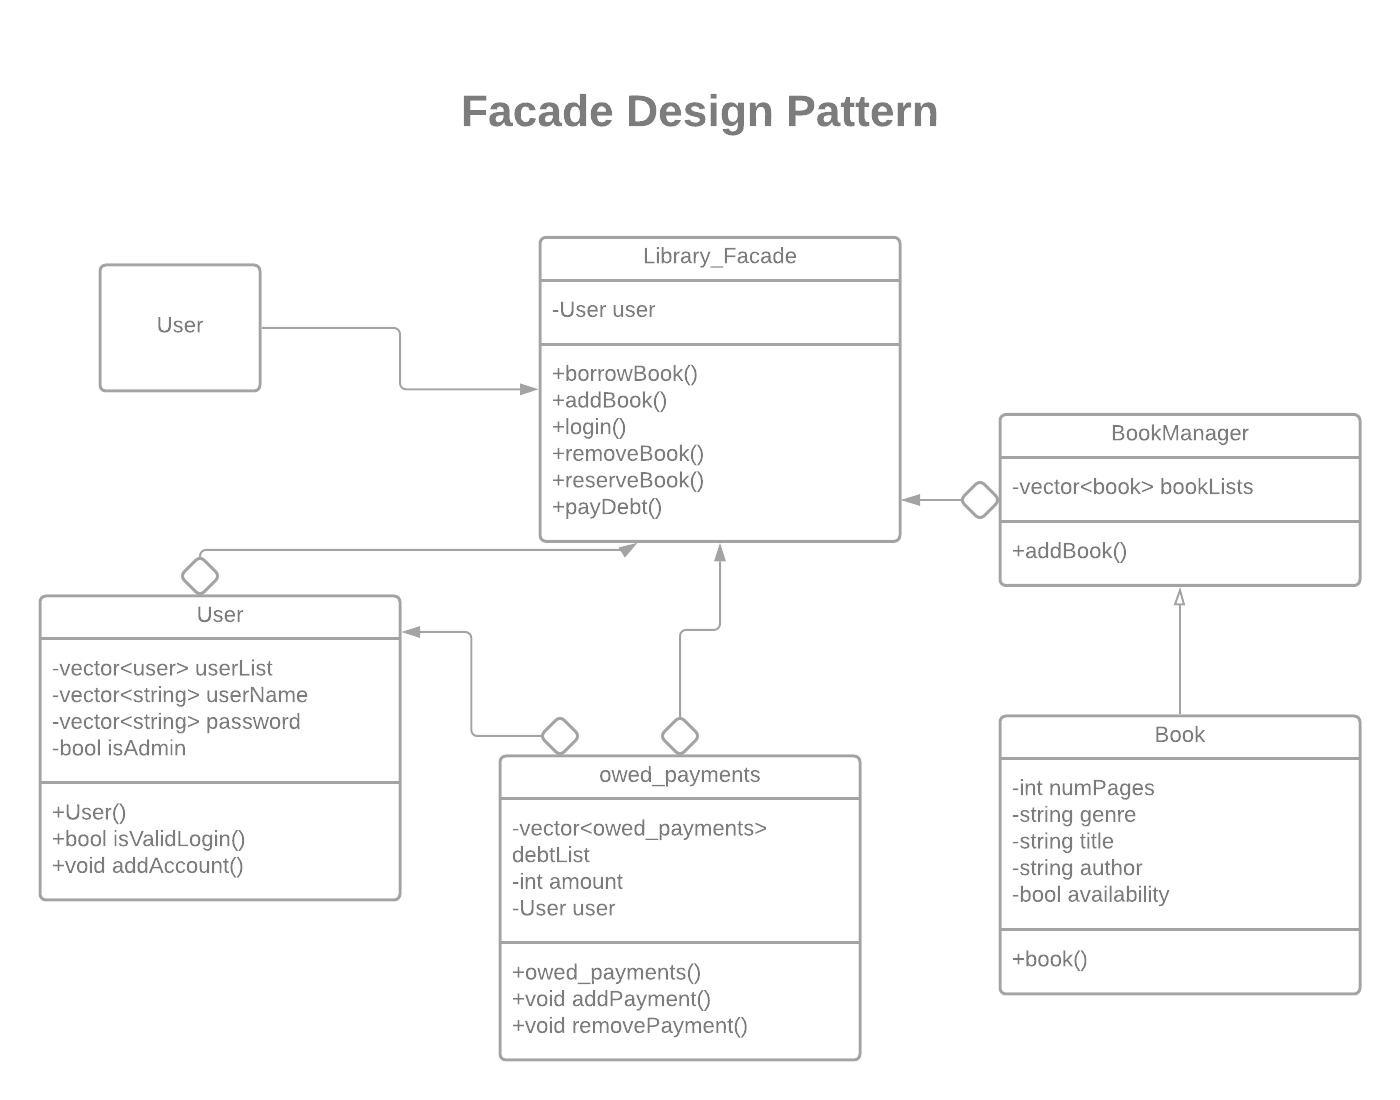 Facade Design Pattern
User
Library_Facade
-User user
+borrowBook()
+addBook()
+login()
+removeBook()
+reserveBook()
+payDebt()
BookManager
-vector<book> bookLists
+addBook()
User
-vector<user> userList
-vector<string> userName
-vector<string> password
-bool isAdmin
+User()
+bool isValidLogin()
+void addAccount()
owed_payments
-vector<owed_payments>
debtList
-int amount
-User user
+owed_payments()
+void addPayment()
+void removePayment()
Book
-int numPages
-string genre
-string title
-string author
-bool availability
+book()